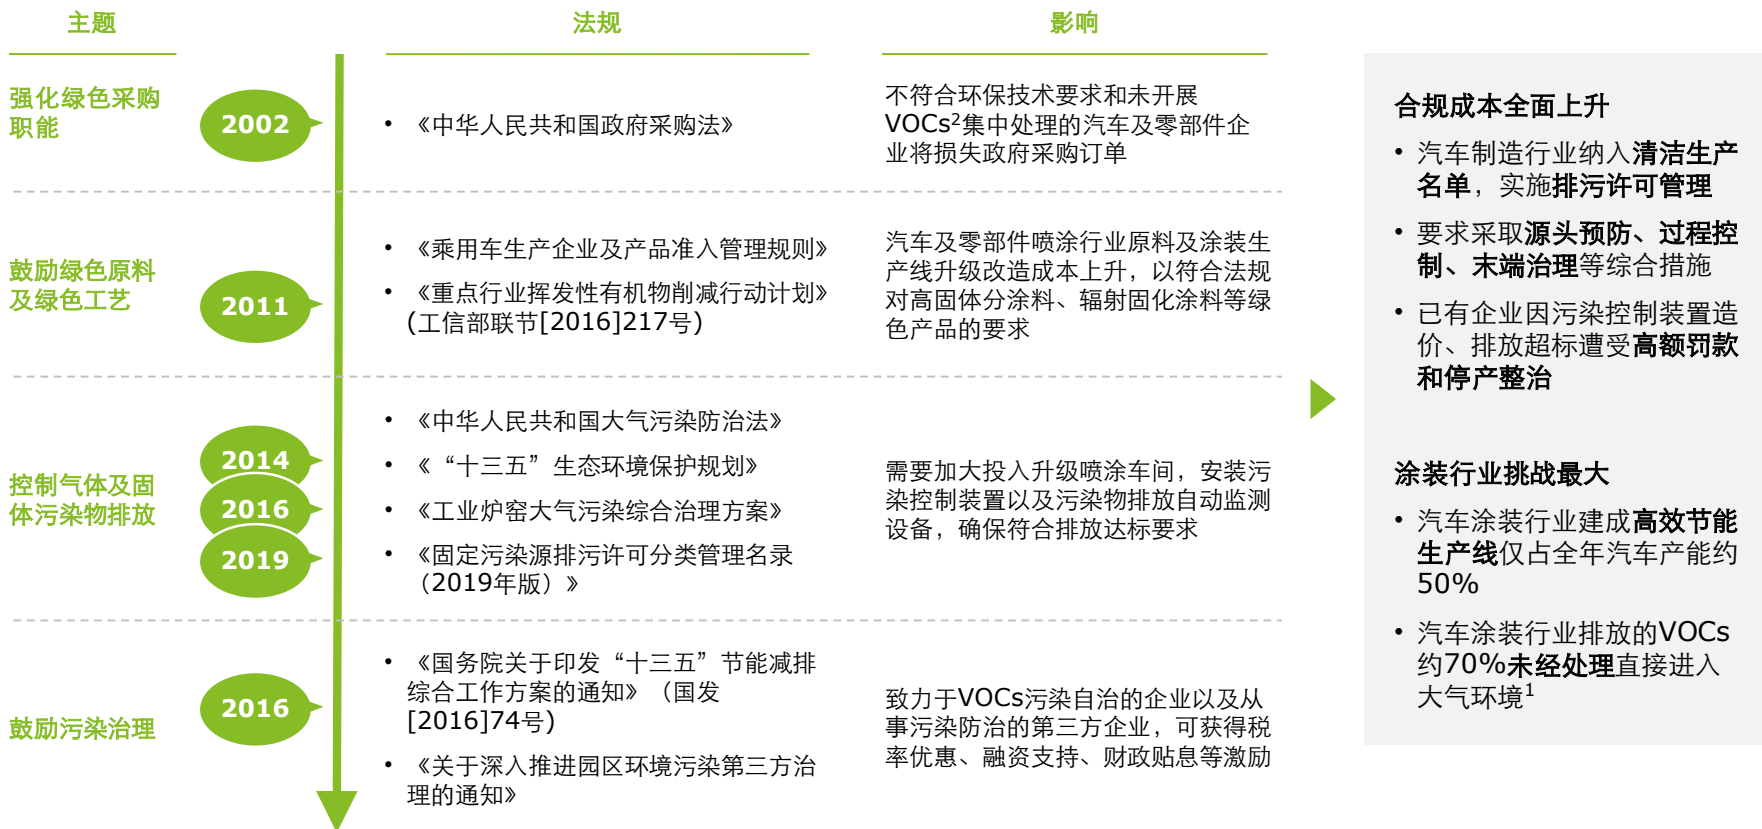 主题
法规
影响
强化绿色采购
职能
2002
• 《中华人民共和国政府采购法》
不符合环保技术要求和未开展
VOCs²集中处理的汽车及零部件企
业将损失政府采购订单
鼓励绿色原料
及绿色工艺
2011
• 《乘用车生产企业及产品准入管理规则》
• 《重点行业挥发性有机物削减行动计划》
(工信部联节[2016]217号)
汽车及零部件喷涂行业原料及涂装生
产线升级改造成本上升，以符合法规
对高固体分涂料、辐射固化涂料等绿
色产品的要求
控制气体及固
体污染物排放
2014
2016
2019
• 《中华人民共和国大气污染防治法》
• 《“十三五”生态环境保护规划》
• 《工业炉窑大气污染综合治理方案》
• 《固定污染源排污许可分类管理名录
（2019年版）》
需要加大投入升级喷涂车间，安装污
染控制装置以及污染物排放自动监测
设备，确保符合排放达标要求
鼓励污染治理
2016
• 《国务院关于印发“十三五”节能减排
综合工作方案的通知》（国发
[2016]74号)
• 《关于深入推进园区环境污染第三方治
理的通知》
致力于VOCs污染自治的企业以及从
事污染防治的第三方企业，可获得税
率优惠、融资支持、财政贴息等激励
合规成本全面上升
• 汽车制造行业纳入清洁生产
名单，实施排污许可管理
• 要求采取源头预防、过程控
制、末端治理等综合措施
• 已有企业因污染控制装置造
价、排放超标遭受高额罚款
和停产整治
涂装行业挑战最大
• 汽车涂装行业建成高效节能
生产线仅占全年汽车产能约
50%
• 汽车涂装行业排放的VOCs
约70%未经处理直接进入
大气环境¹